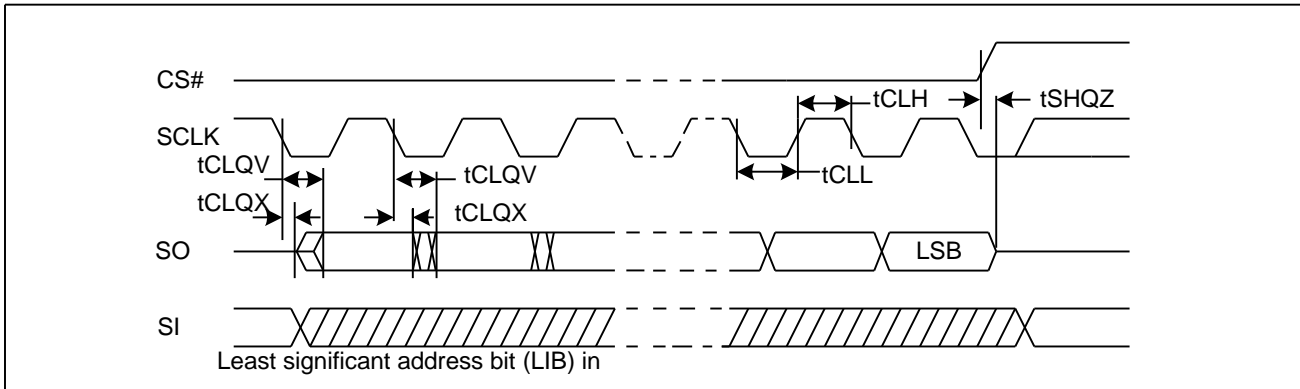 CS#
tCLH
tSHQZ
SCLK
tCLQV
tCLQV
tCLL
tCLQX
tCLQX
SO
LSB
SI
Least significant address bit (LIB) in